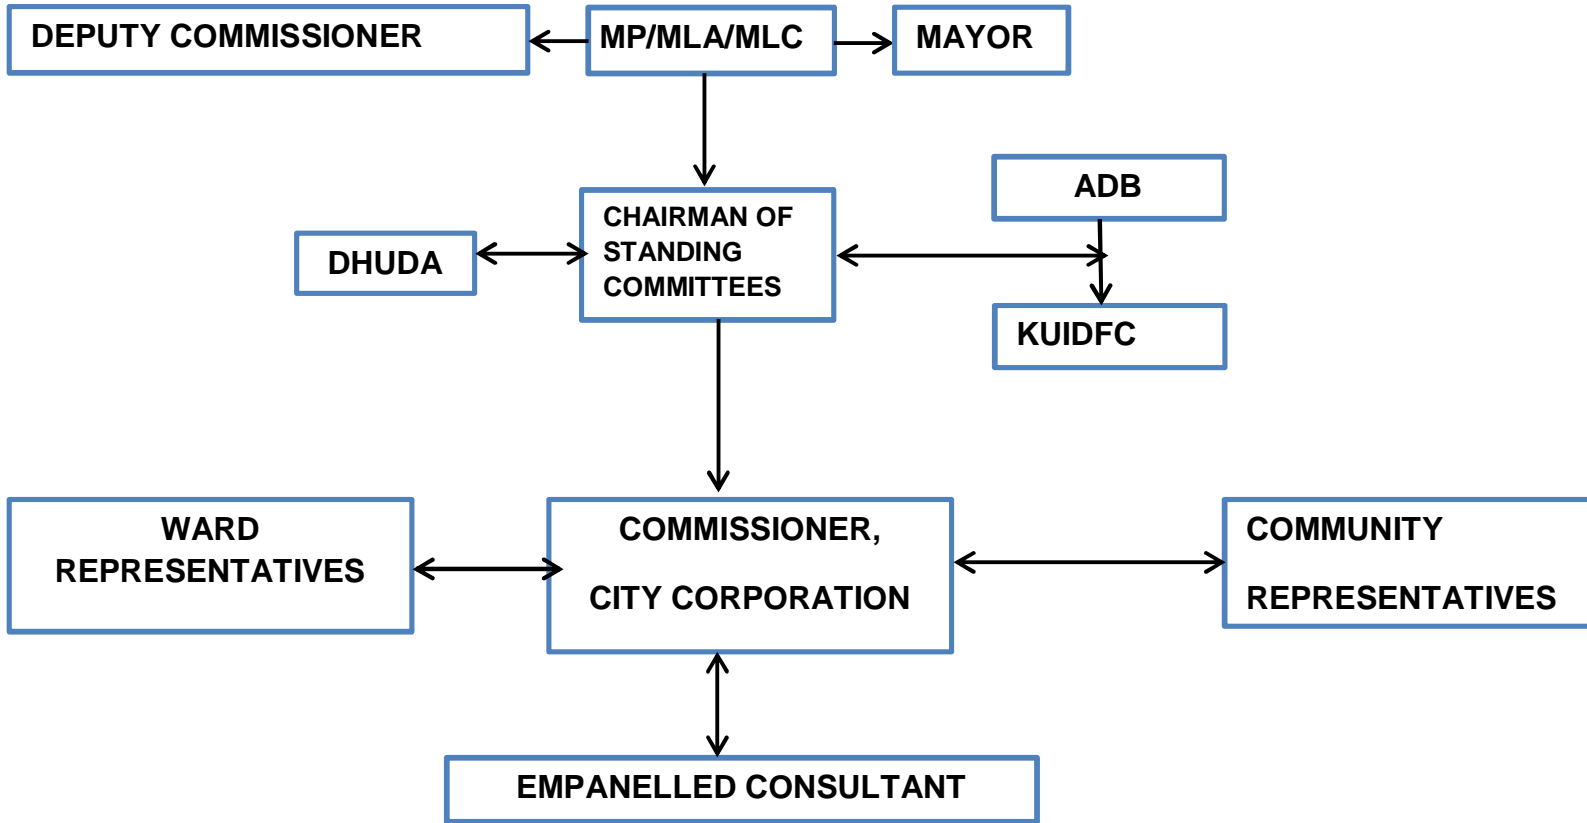 DEPUTY COMMISSIONER
MP/MLA/MLC
MAYOR
ADB
CHAIRMAN OF
STANDING
COMMITTEES
DHUDA
KUIDFC
WARD
REPRESENTATIVES
COMMISSIONER,
CITY CORPORATION
COMMUNITY
REPRESENTATIVES
EMPANELLED CONSULTANT